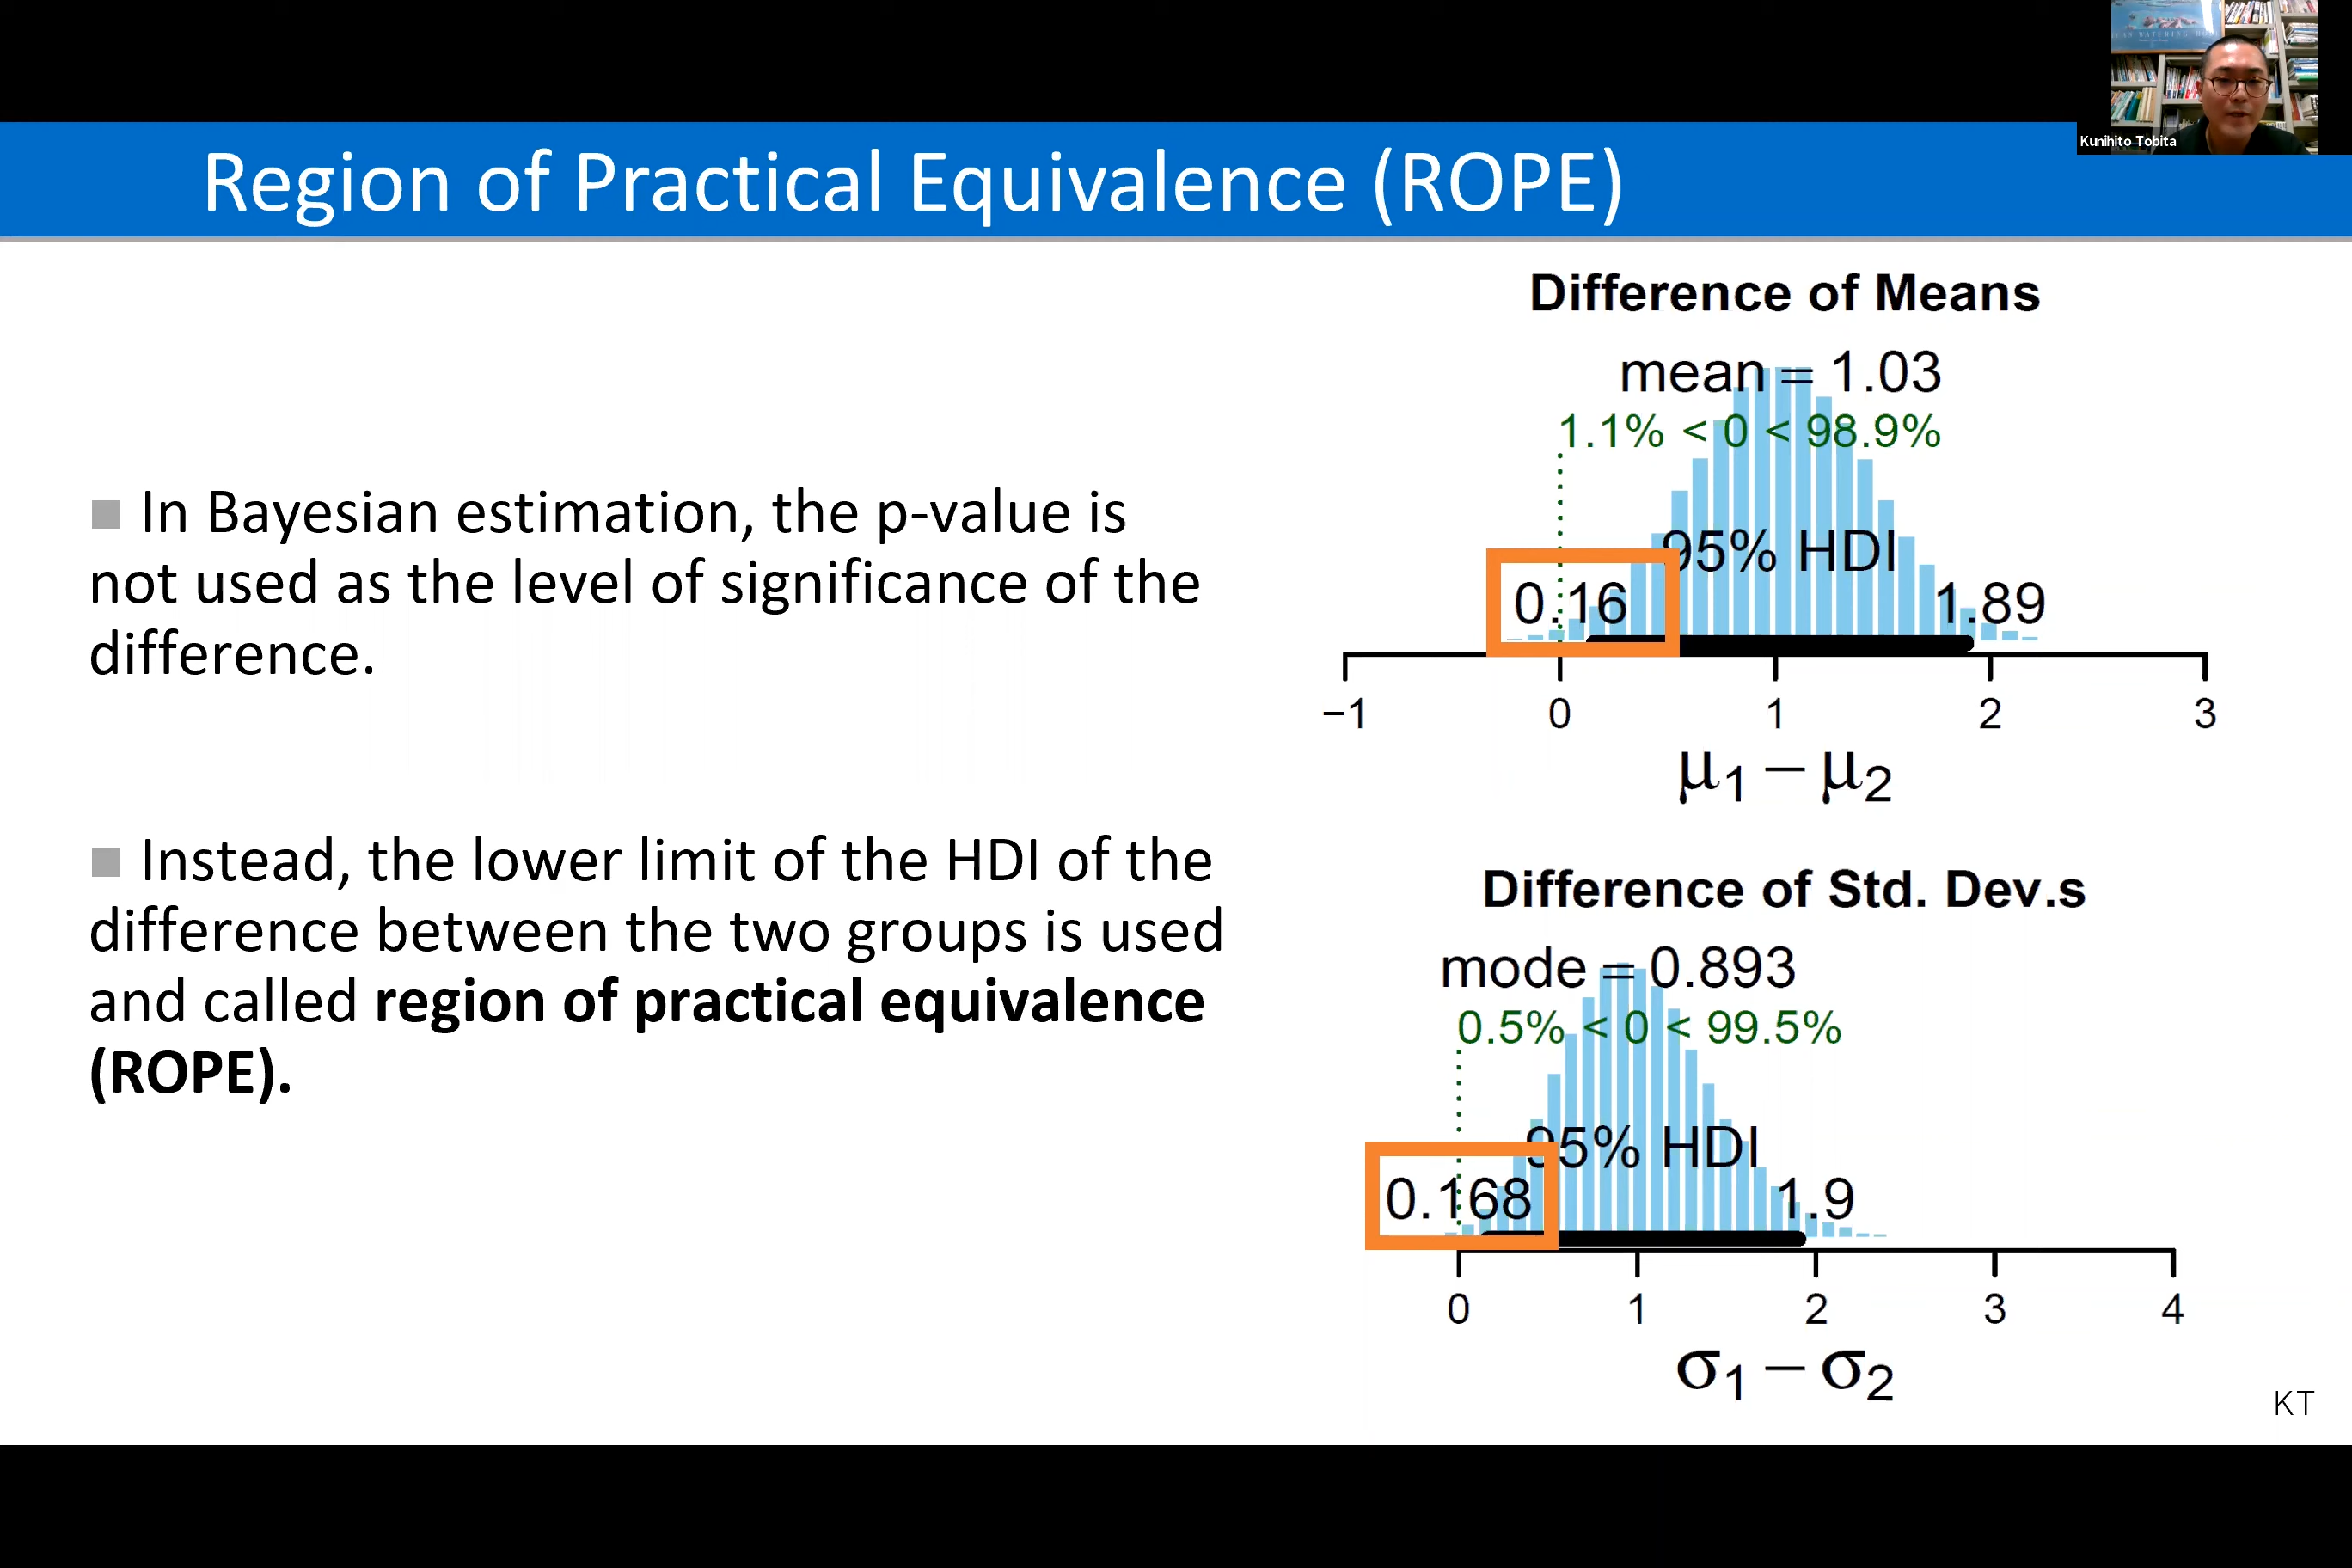 Kunihito Tobita
Region of Practical Equivalence (ROPE)
In Bayesian estimation, the p-value is
not used as the level of significance of the
difference.
Instead, the lower limit of the HDI of the
difference between the two groups is used
and called region of practical equivalence
(ROPE).
Difference of Means
mean = 1.03
1.1% < 0 < 98.9%
95% HDI
0.16 1.89
−1 0 1 2 3
μ1 − μ2
Difference of Std. Dev.s
mode = 0.893
0.5% < 0 < 99.5%
95% HDI
0.168 1.9
0 1 2 3 4
σ1 − σ2
KT